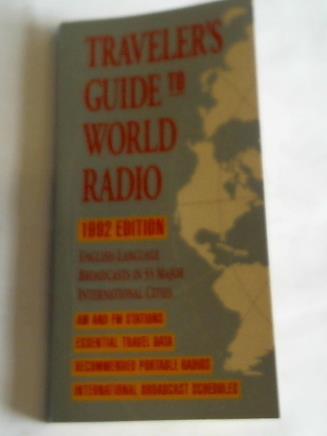 TRAVELER'S
GUIDE TO
WORLD
RADIO
1992 EDITION
ENGLISH-LANGUAGE
BROADCASTS IN 53 MAJOR
INTERNATIONAL CITIES
AM AND FM STATIONS
ESSENTIAL TRAVEL DATA
RECOMMENDED PORTABLE RADIOS
INTERNATIONAL BROADCAST SCHEDULES